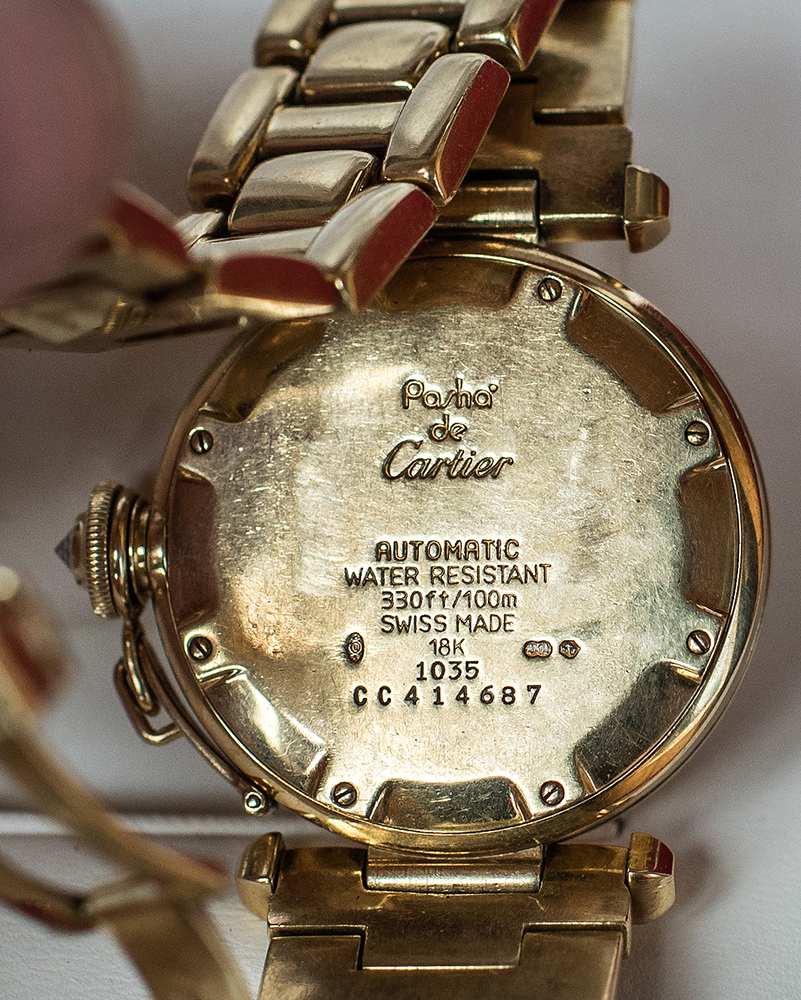 Pasha
de
Cartier
AUTOMATIC
WATER RESISTANT
330ft/100m
SWISS MADE
18K
1035
CC414687